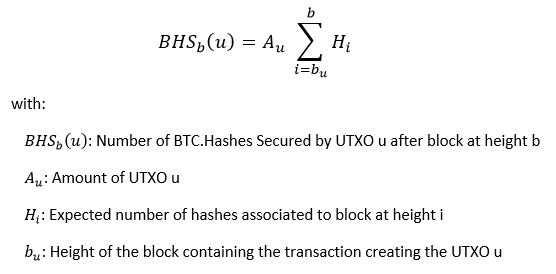 BHS_b(u) = A_u \sum_{i=b_u}^{b} H_i
with:
BHS_b(u): Number of BTC.Hashes Secured by UTXO u after block at height b
A_u: Amount of UTXO u
H_i: Expected number of hashes associated to block at height i
b_u: Height of the block containing the transaction creating the UTXO u